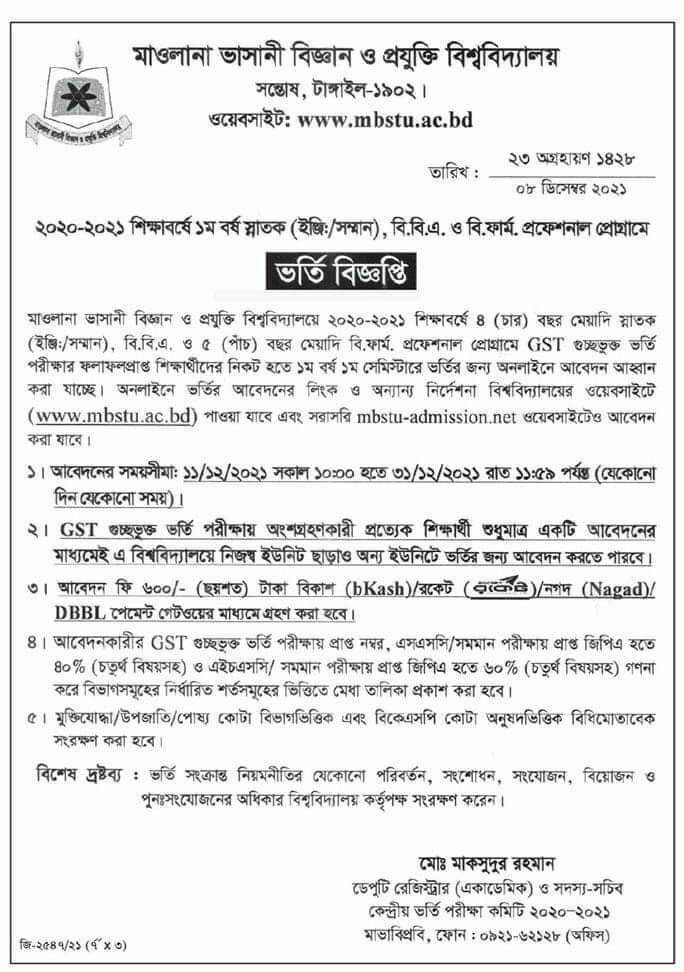 মাওলানা ভাসানী বিজ্ঞান ও প্রযুক্তি বিশ্ববিদ্যালয়
সন্তোষ, টাঙ্গাইল-১৯০২।
ওয়েবসাইট: www.mbstu.ac.bd
মাওলানা ভাসানী বিজ্ঞান ও প্রযুক্তি বিশ্ববিদ্যালয়
তারিখ : ২৩ অগ্রহায়ণ ১৪২৮
০৮ ডিসেম্বর ২০২১
২০২০-২০২১ শিক্ষাবর্ষে ১ম বর্ষ স্নাতক (ইঞ্জি:/সম্মান), বি.বি.এ. ও বি.ফার্ম. প্রফেশনাল প্রোগ্রামে
ভর্তি বিজ্ঞপ্তি
মাওলানা ভাসানী বিজ্ঞান ও প্রযুক্তি বিশ্ববিদ্যালয়ে ২০২০-২০২১ শিক্ষাবর্ষে ৪ (চার) বছর মেয়াদি স্নাতক
(ইঞ্জি:/সম্মান), বি.বি.এ. ও ৫ (পাঁচ) বছর মেয়াদি বি.ফার্ম. প্রফেশনাল প্রোগ্রামে GST গুচ্ছভুক্ত ভর্তি
পরীক্ষার ফলাফলপ্রাপ্ত শিক্ষার্থীদের নিকট হতে ১ম বর্ষ ১ম সেমিস্টারে ভর্তির জন্য অনলাইনে আবেদন আহ্বান
করা যাচ্ছে। অনলাইনে ভর্তির আবেদনের লিংক ও অন্যান্য নির্দেশনা বিশ্ববিদ্যালয়ের ওয়েবসাইটে
(www.mbstu.ac.bd) পাওয়া যাবে এবং সরাসরি mbstu-admission.net ওয়েবসাইটেও আবেদন
করা যাবে।
১। আবেদনের সময়সীমা: ১১/১২/২০২১ সকাল ১০:০০ হতে ৩১/১২/২০২১ রাত ১১:৫৯ পর্যন্ত (যেকোনো
দিন যেকোনো সময়)।
২। GST গুচ্ছভুক্ত ভর্তি পরীক্ষায় অংশগ্রহণকারী প্রত্যেক শিক্ষার্থী শুধুমাত্র একটি আবেদনের
মাধ্যমেই এ বিশ্ববিদ্যালয়ে নিজস্ব ইউনিট ছাড়াও অন্য ইউনিটে ভর্তির জন্য আবেদন করতে পারবে।
৩। আবেদন ফি ৬০০/- (ছয়শত) টাকা বিকাশ (bKash)/রকেট (রকেট)/নগদ (Nagad)/
DBBL পেমেন্ট গেটওয়ের মাধ্যমে গ্রহণ করা হবে।
৪। আবেদনকারীর GST গুচ্ছভুক্ত ভর্তি পরীক্ষায় প্রাপ্ত নম্বর, এসএসসি/সমমান পরীক্ষায় প্রাপ্ত জিপিএ হতে
৪০% (চতুর্থ বিষয়সহ) ও এইচএসসি/ সমমান পরীক্ষায় প্রাপ্ত জিপিএ হতে ৬০% (চতুর্থ বিষয়সহ) গণনা
করে বিভাগসমূহের নির্ধারিত শর্তসমূহের ভিত্তিতে মেধা তালিকা প্রকাশ করা হবে।
৫। মুক্তিযোদ্ধা/উপজাতি/পোষ্য কোটা বিভাগভিত্তিক এবং বিকেএসপি কোটা অনুষদভিত্তিক বিধিমোতাবেক
সংরক্ষণ করা হবে।
বিশেষ দ্রষ্টব্য : ভর্তি সংক্রান্ত নিয়মনীতির যেকোনো পরিবর্তন, সংশোধন, সংযোজন, বিয়োজন ও
পুনঃসংযোজনের অধিকার বিশ্ববিদ্যালয় কর্তৃপক্ষ সংরক্ষণ করেন।
মোঃ মাকসুদুর রহমান
ডেপুটি রেজিস্ট্রার (একাডেমিক) ও সদস্য-সচিব
কেন্দ্রীয় ভর্তি পরীক্ষা কমিটি ২০২০-২০২১
মাভাবিপ্রবি, ফোন : ০৯২১-৬২১২৮ (অফিস)
জি-২৫৪৭/২১ (৭˝ x ৩)